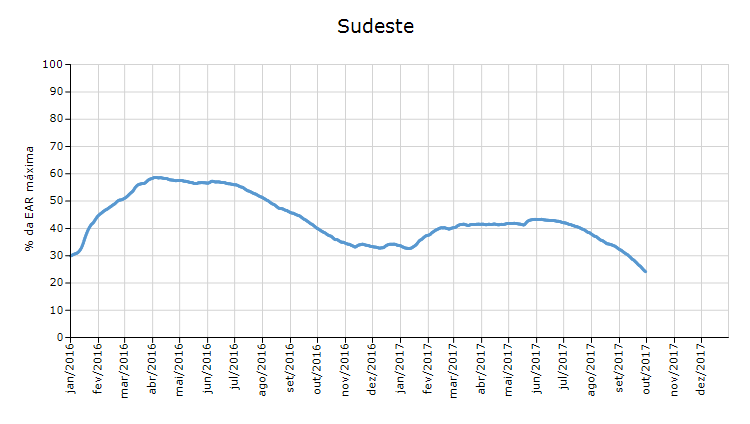 Sudeste
% da EAR máxima
100
90
80
70
60
50
40
30
20
10
0
jan/2016
fev/2016
mar/2016
abr/2016
mai/2016
jun/2016
jul/2016
ago/2016
set/2016
out/2016
nov/2016
dez/2016
jan/2017
fev/2017
mar/2017
abr/2017
mai/2017
jun/2017
jul/2017
ago/2017
set/2017
out/2017
nov/2017
dez/2017